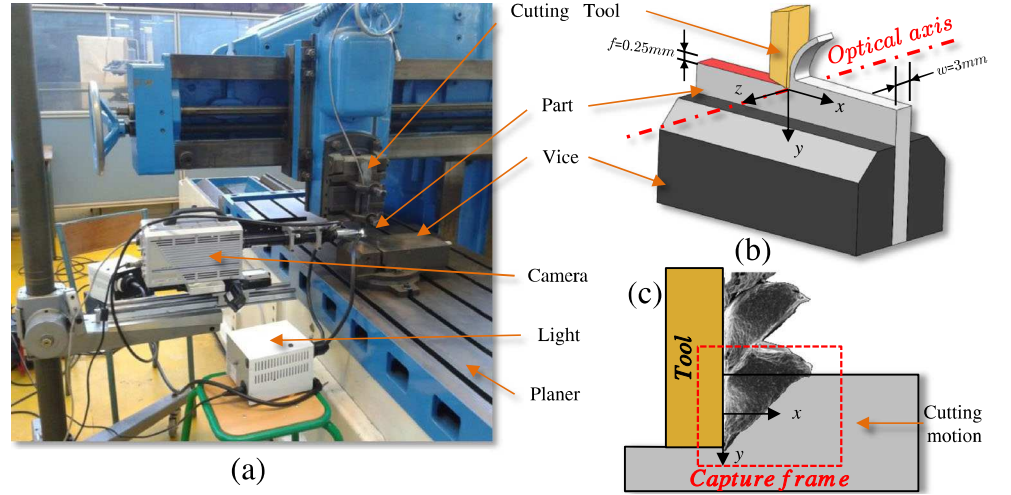 Cutting Tool
Part
Vice
Camera
Light
Planer
(a)
f=0.25mm
Optical axis
w=3mm
z
x
y
(b)
(c)
Tool
x
y
Cutting
motion
Capture frame